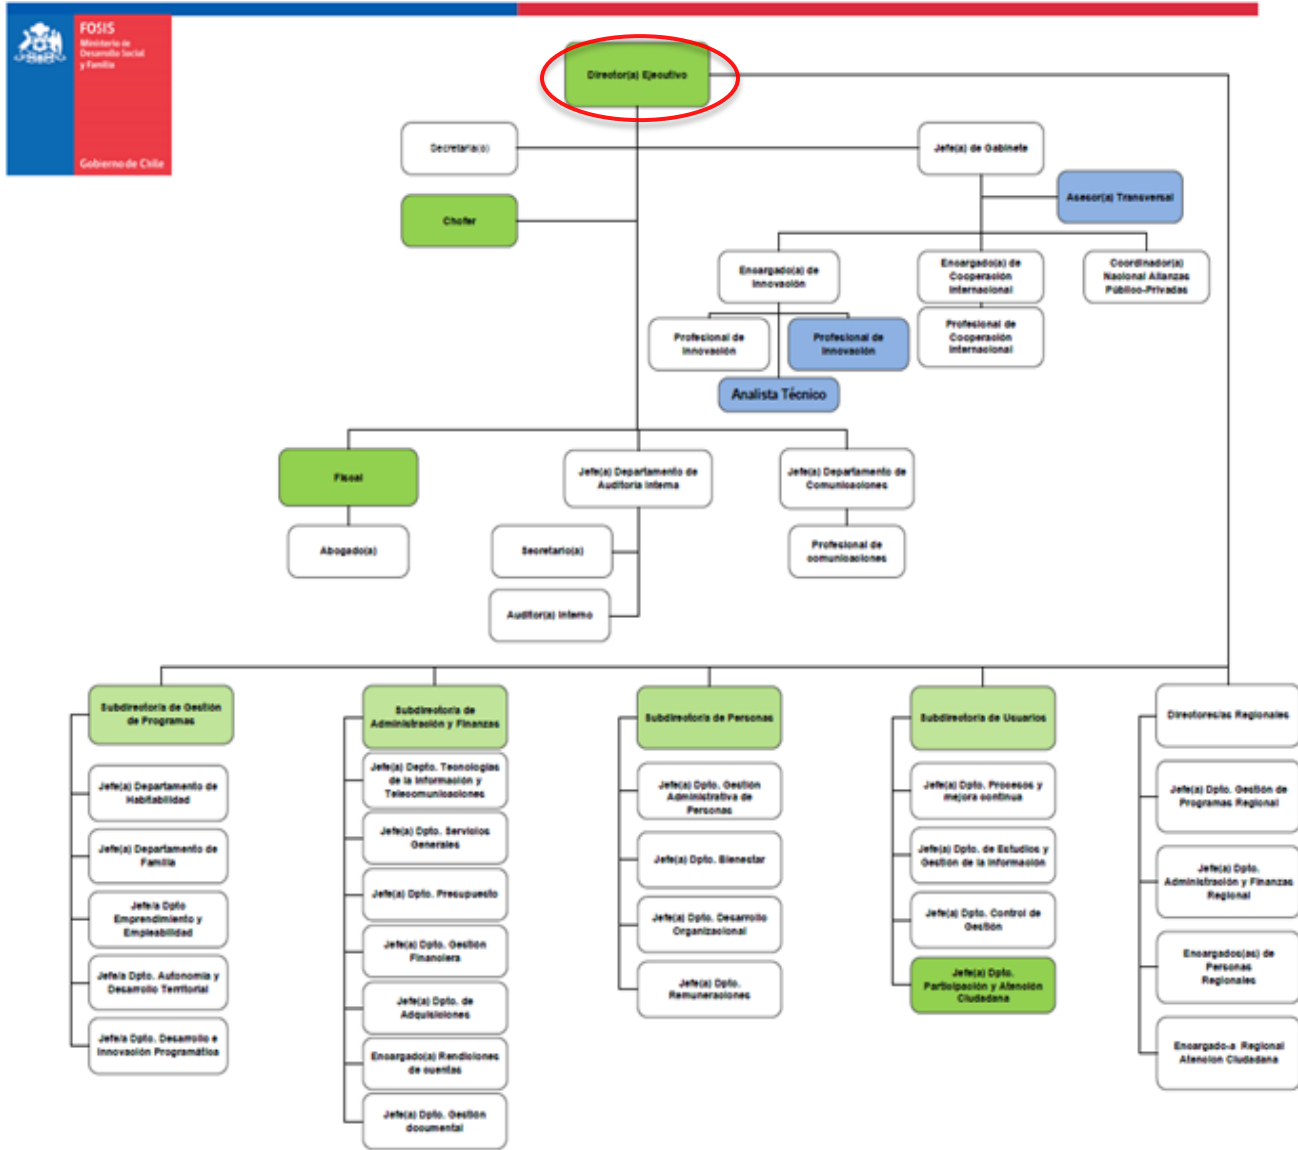 FOSIS
Ministerio de
Desarrollo Social
y Familia
Gobierno de Chile
Director(a) Ejecutivo
Secretaria(o)
Jefe(a) de Gabinete
Asesor(a) Transversal
Chofer
Encargado(a) de
Innovación
Encargado(a) de
Cooperación
Internacional
Coordinador(a)
Nacional Alianzas
Público-Privadas
Profesional de
Innovación
Profesional de
Innovación
Profesional de
Cooperación
Internacional
Analista Técnico
Fiscal
Jefe(a) Departamento de
Auditoría Interna
Jefe(a) Departamento de
Comunicaciones
Abogado(a)
Secretario(a)
Profesional de
comunicaciones
Auditor(a) Interno
Subdirector/a de Gestión
de Programas
Jefe(a) Departamento de
Habitabilidad
Jefe(a) Departamento de
Familia
Jefe/a Dpto
Emprendimiento y
Empleabilidad
Jefe/a Dpto. Autonomía y
Desarrollo Territorial
Jefe/a Dpto. Desarrollo e
Innovación Programática
Subdirector/a de
Administración y Finanzas
Jefe(a) Depto. Tecnologías
de la Información y
Telecomunicaciones
Jefe(a) Dpto. Servicios
Generales
Jefe(a) Dpto. Presupuesto
Jefe(a) Dpto. Gestión
Financiera
Jefe(a) Dpto. de
Adquisiciones
Encargado(a) Rendiciones
de cuentas
Jefe(a) Dpto. Gestión
documental
Subdirector/a de Personas
Jefe(a) Dpto. Gestión
Administrativa de
Personas
Jefe(a) Dpto. Bienestar
Jefe(a) Dpto. Desarrollo
Organizacional
Jefe(a) Dpto.
Remuneraciones
Subdirector/a de Usuarios
Jefe(a) Dpto. Procesos y
mejora continua
Jefe(a) Dpto. de Estudios y
Gestión de la Información
Jefe(a) Dpto. Control de
Gestión
Jefe(a) Dpto.
Participación y Atención
Ciudadana
Directores/as Regionales
Jefe(a) Dpto. Gestión de
Programas Regional
Jefe(a) Dpto.
Administración y Finanzas
Regional
Encargados(as) de
Personas
Regionales
Encargado-a Regional
Atención Ciudadana